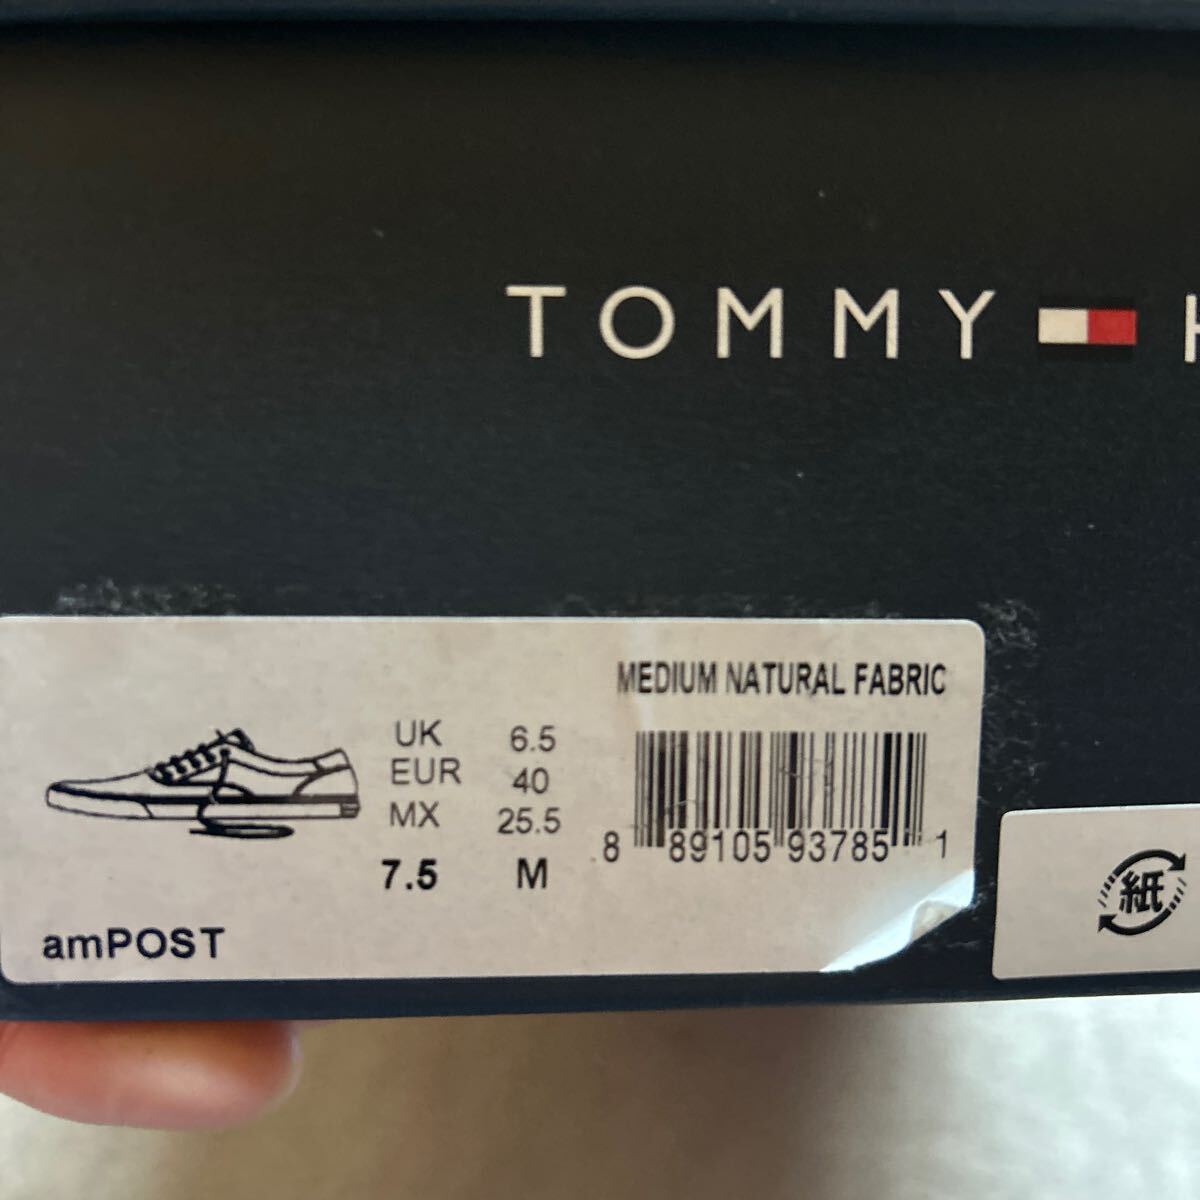 TOMMY H
MEDIUM NATURAL FABRIC
UK 6.5
EUR 40
MX 25.5
7.5 M
8 89105 93785 1
amPOST
紙